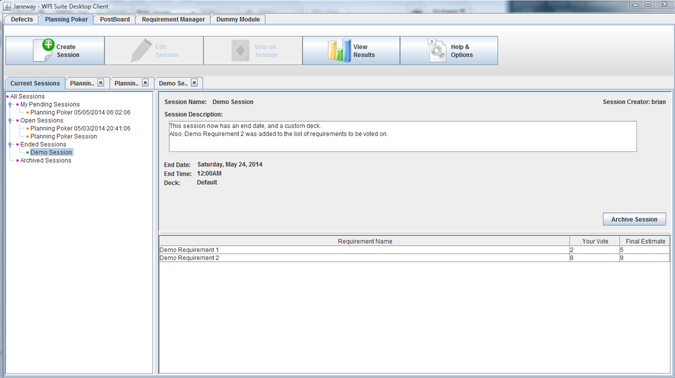 Janeway - WPI Suite Desktop Client
Defects Planning Poker PostBoard Requirement Manager Dummy Module
Create Session
Edit Session
Vote on Session
View Results
Help & Options
Current Sessions Plannin.. Plannin.. Demo Se..
All Sessions
My Pending Sessions
Planning Poker 05/05/2014 06:02:06
Open Sessions
Planning Poker 05/03/2014 20:41:06
Planning Poker Session
Ended Sessions
Demo Session
Archived Sessions
Session Name: Demo Session Session Creator: brian
Session Description:
This session now has an end date, and a custom deck.
Also, Demo Requirement 2 was added to the list of requirements to be voted on.
End Date: Saturday, May 24, 2014
End Time: 12:00AM
Deck: Default
Archive Session
Requirement Name Your Vote Final Estimate
Demo Requirement 1 2 5
Demo Requirement 2 8 9